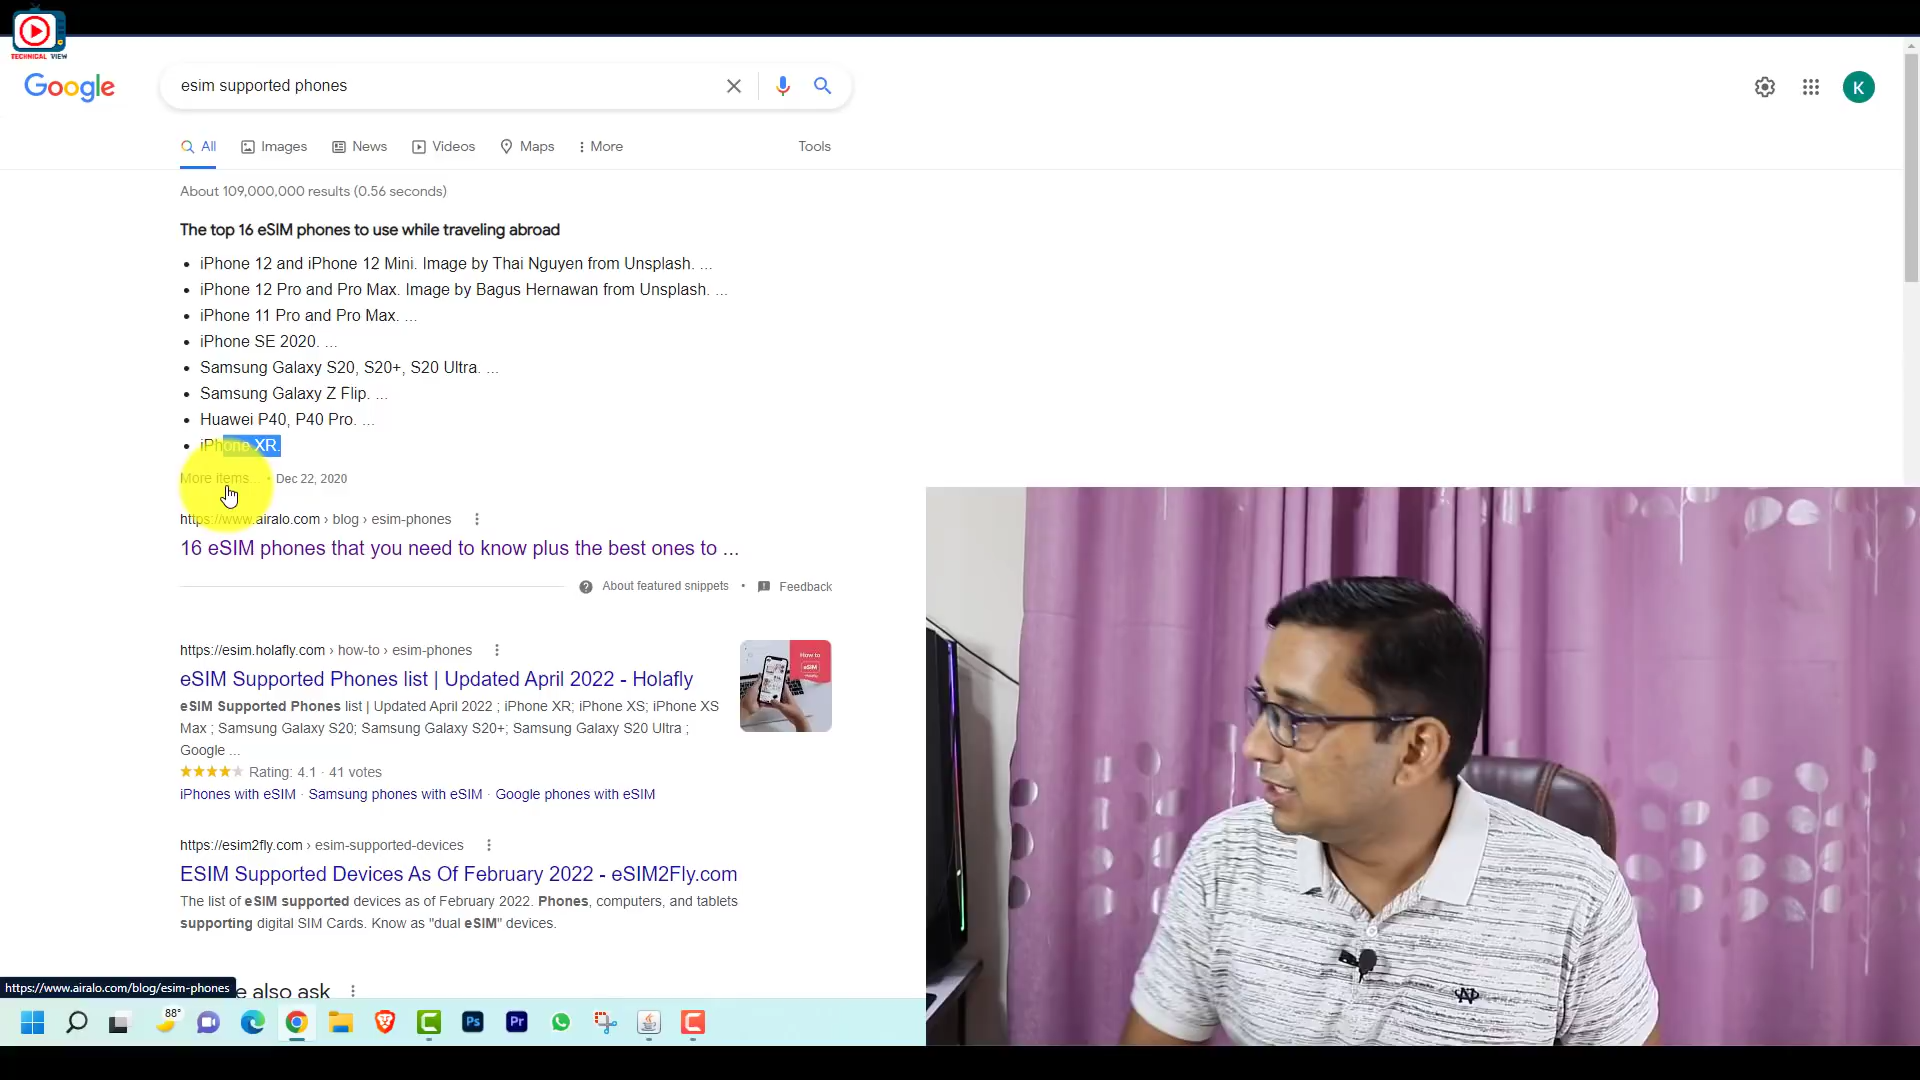 TECHNICAL VIEW
Google
esim supported phones
K
All
Images
News
Videos
Maps
More
Tools
About 109,000,000 results (0.56 seconds)
The top 16 eSIM phones to use while traveling abroad
iPhone 12 and iPhone 12 Mini. Image by Thai Nguyen from Unsplash. ...
iPhone 12 Pro and Pro Max. Image by Bagus Hernawan from Unsplash. ...
iPhone 11 Pro and Pro Max. ...
iPhone SE 2020. ...
Samsung Galaxy S20, S20+, S20 Ultra. ...
Samsung Galaxy Z Flip. ...
Huawei P40, P40 Pro. ...
iPhone XR.
More items... • Dec 22, 2020
https://www.airalo.com › blog › esim-phones
16 eSIM phones that you need to know plus the best ones to ...
About featured snippets • Feedback
https://esim.holafly.com › how-to › esim-phones
eSIM Supported Phones list | Updated April 2022 - Holafly
eSIM Supported Phones list | Updated April 2022 ; iPhone XR; iPhone XS; iPhone XS
Max ; Samsung Galaxy S20; Samsung Galaxy S20+; Samsung Galaxy S20 Ultra ;
Google ...
Rating: 4.1 · 41 votes
iPhones with eSIM · Samsung phones with eSIM · Google phones with eSIM
How to
eSIM
https://esim2fly.com › esim-supported-devices
ESIM Supported Devices As Of February 2022 - eSIM2Fly.com
The list of eSIM supported devices as of February 2022. Phones, computers, and tablets
supporting digital SIM Cards. Know as "dual eSIM" devices.
e also ask
https://www.airalo.com/blog/esim-phones
88°
Ps
Pr